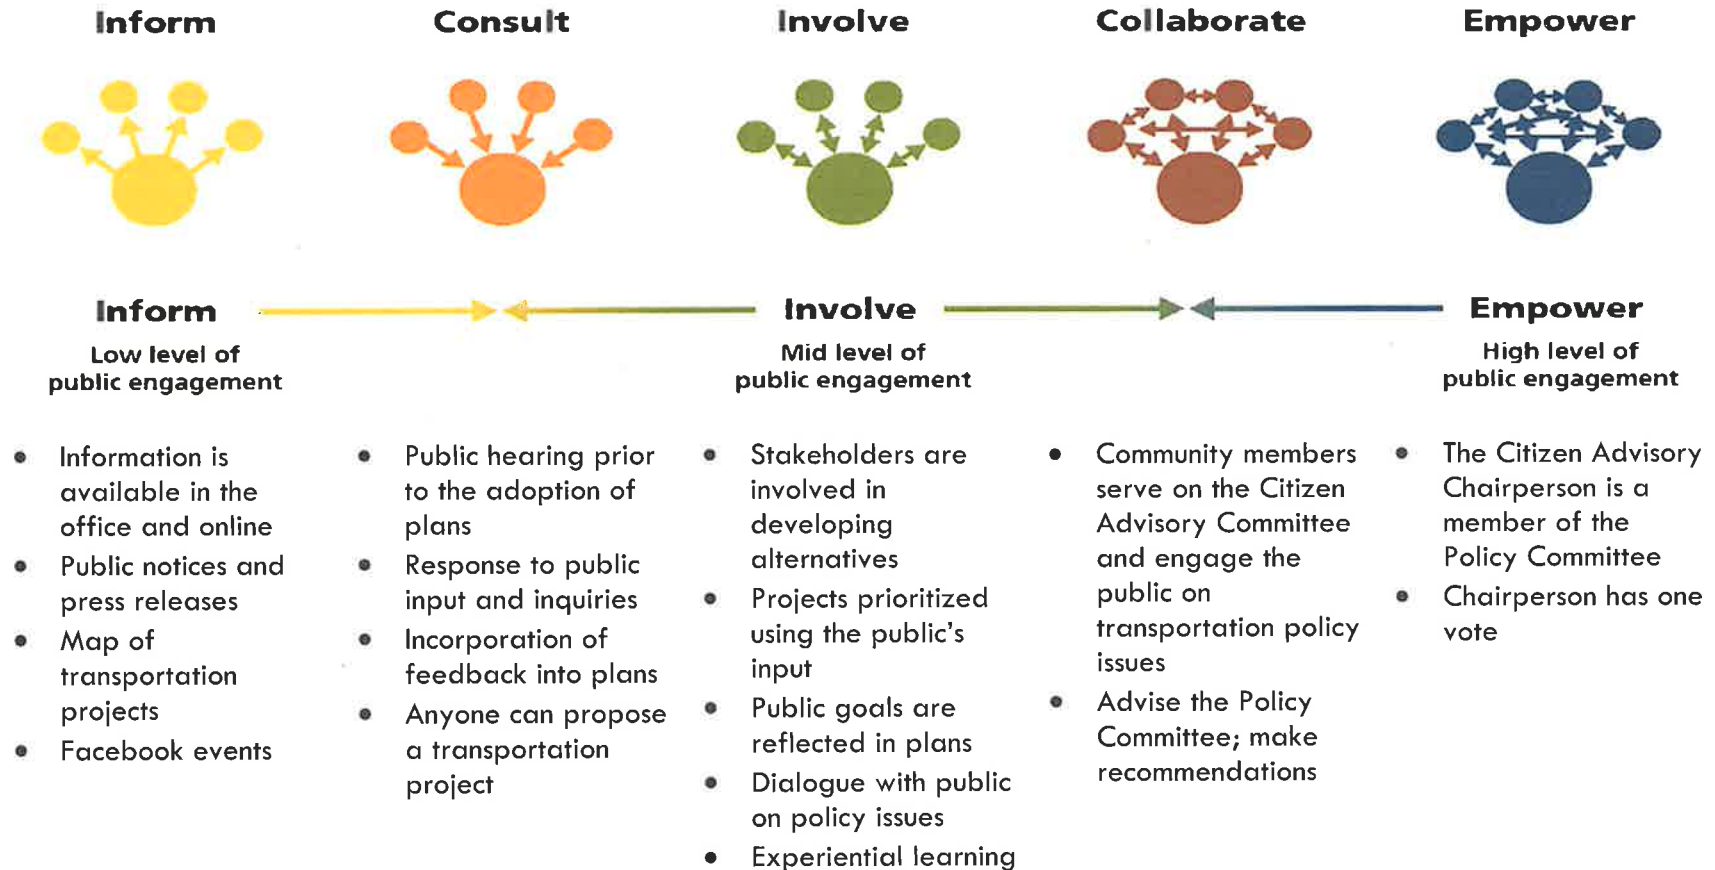 Inform
Consult
Involve
Collaborate
Empower
Inform
Low level of
public engagement
Involve
Mid level of
public engagement
Empower
High level of
public engagement
• Information is
available in the
office and online
• Public notices and
press releases
• Map of
transportation
projects
• Facebook events
• Public hearing prior
to the adoption of
plans
• Response to public
input and inquiries
• Incorporation of
feedback into plans
• Anyone can propose
a transportation
project
• Stakeholders are
involved in
developing
alternatives
• Projects prioritized
using the public's
input
• Public goals are
reflected in plans
• Dialogue with public
on policy issues
• Experiential learning
• Community members
serve on the Citizen
Advisory Committee
and engage the
public on
transportation policy
issues
• Advise the Policy
Committee; make
recommendations
• The Citizen Advisory
Chairperson is a
member of the
Policy Committee
• Chairperson has one
vote